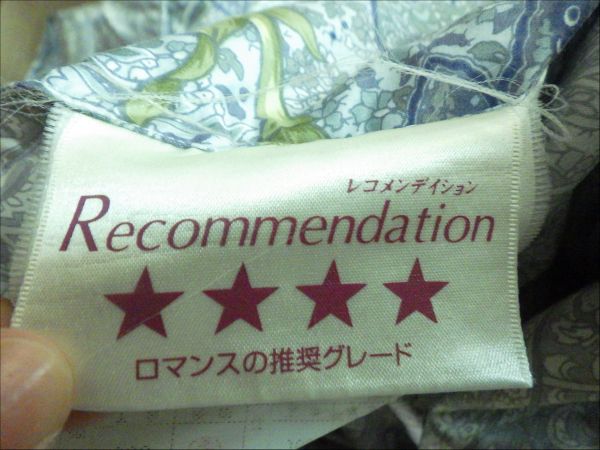 レコメンデイション
Recommendation
★★★★
ロマンスの推奨グレード